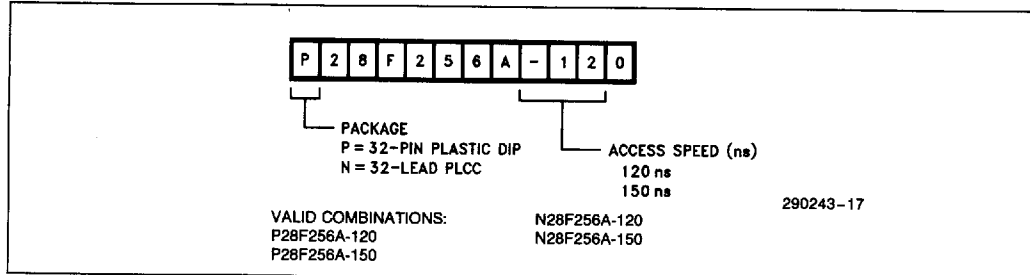 P28F256A-120
PACKAGE
P = 32-PIN PLASTIC DIP
N = 32-LEAD PLCC
ACCESS SPEED (ns)
120 ns
150 ns
290243-17
VALID COMBINATIONS:
P28F256A-120
P28F256A-150
N28F256A-120
N28F256A-150